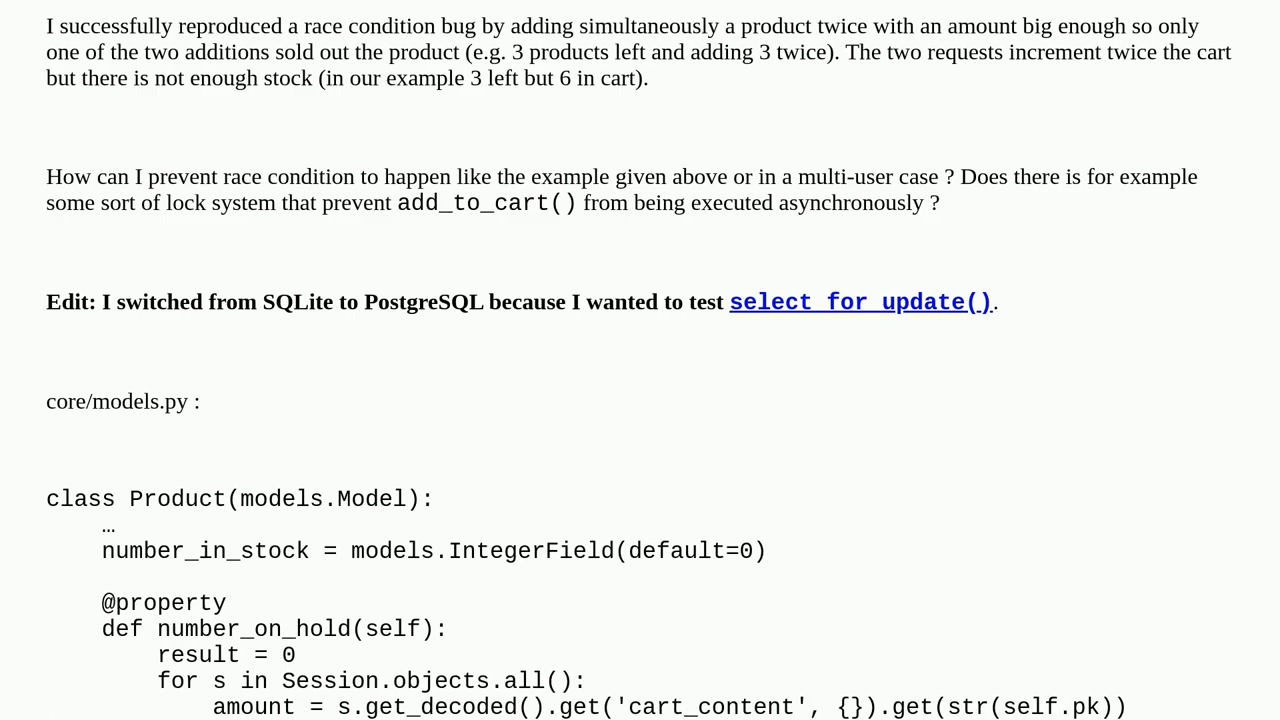 I successfully reproduced a race condition bug by adding simultaneously a product twice with an amount big enough so only
one of the two additions sold out the product (e.g. 3 products left and adding 3 twice). The two requests increment twice the cart
but there is not enough stock (in our example 3 left but 6 in cart).
How can I prevent race condition to happen like the example given above or in a multi-user case ? Does there is for example
some sort of lock system that prevent add_to_cart() from being executed asynchronously ?
Edit: I switched from SQLite to PostgreSQL because I wanted to test select_for_update().
core/models.py :
class Product(models.Model):
    …
    number_in_stock = models.IntegerField(default=0)
    @property
    def number_on_hold(self):
        result = 0
        for s in Session.objects.all():
            amount = s.get_decoded().get('cart_content', {}).get(str(self.pk))